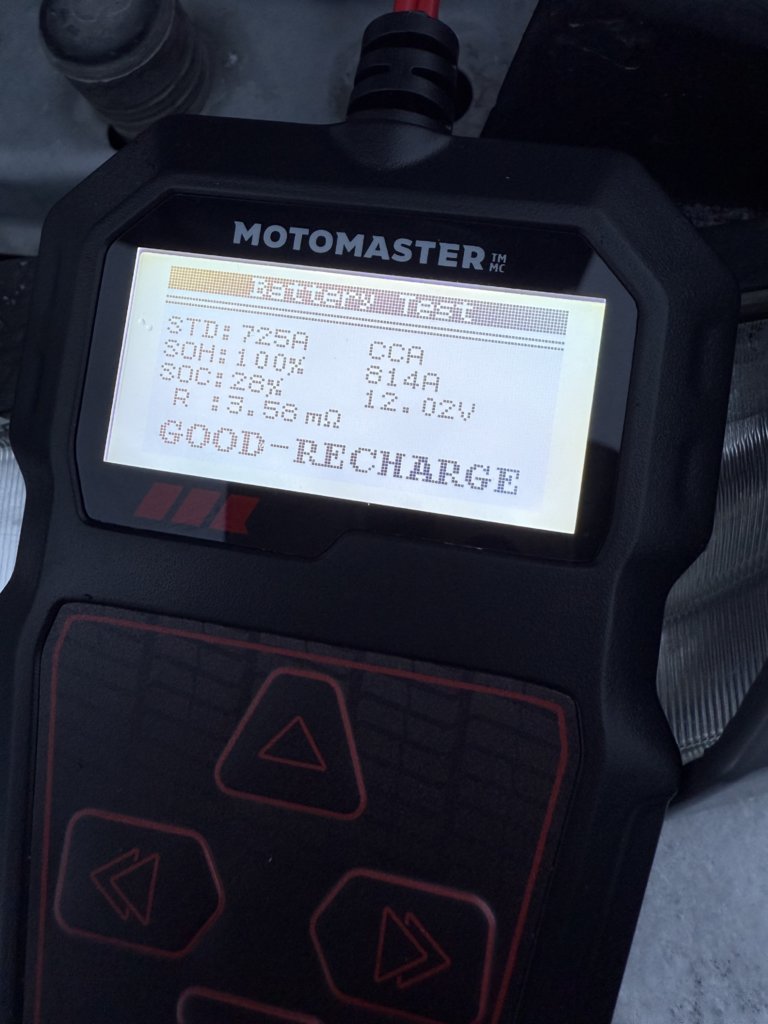 MOTOMASTER TM MC
Battery Test
STD:725A CCA
SOH:100% 814A
SOC:28% 12.02V
R :3.58mΩ
GOOD-RECHARGE